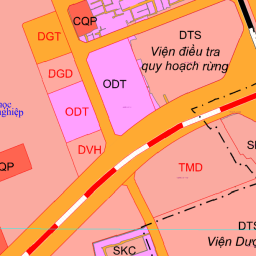 CQP
DGT
DTS
Viện điều tra
quy hoạch rừng
DGD
ODT
ODT
học
nghiệp
DVH
TMD
QP
DTS
Viện Dượ
SKC